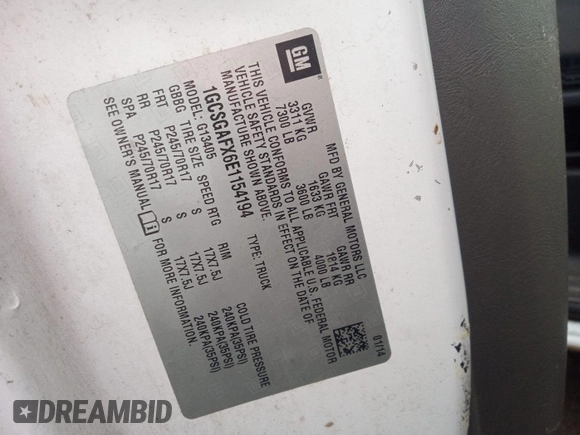 GM
MFD BY GENERAL MOTORS LLC
GVWR GAWR FRT GAWR RR
3311 KG 1633 KG 1814 KG
7300 LB 3600 LB 4000 LB
THIS VEHICLE CONFORMS TO ALL APPLICABLE U.S. FEDERAL MOTOR
VEHICLE SAFETY STANDARDS IN EFFECT ON THE DATE OF
MANUFACTURE SHOWN ABOVE.
01/14
1GCSGAFX6E1154194 TYPE: TRUCK
MODEL: G13405
GBBG TIRE SIZE SPEED RTG RIM COLD TIRE PRESSURE
FRT P245/70R17 S 17X7.5J 240KPA(35PSI)
RR P245/70R17 S 17X7.5J 240KPA(35PSI)
SPA P245/70R17 S 17X7.5J 240KPA(35PSI)
SEE OWNER'S MANUAL FOR MORE INFORMATION.
DREAMBID